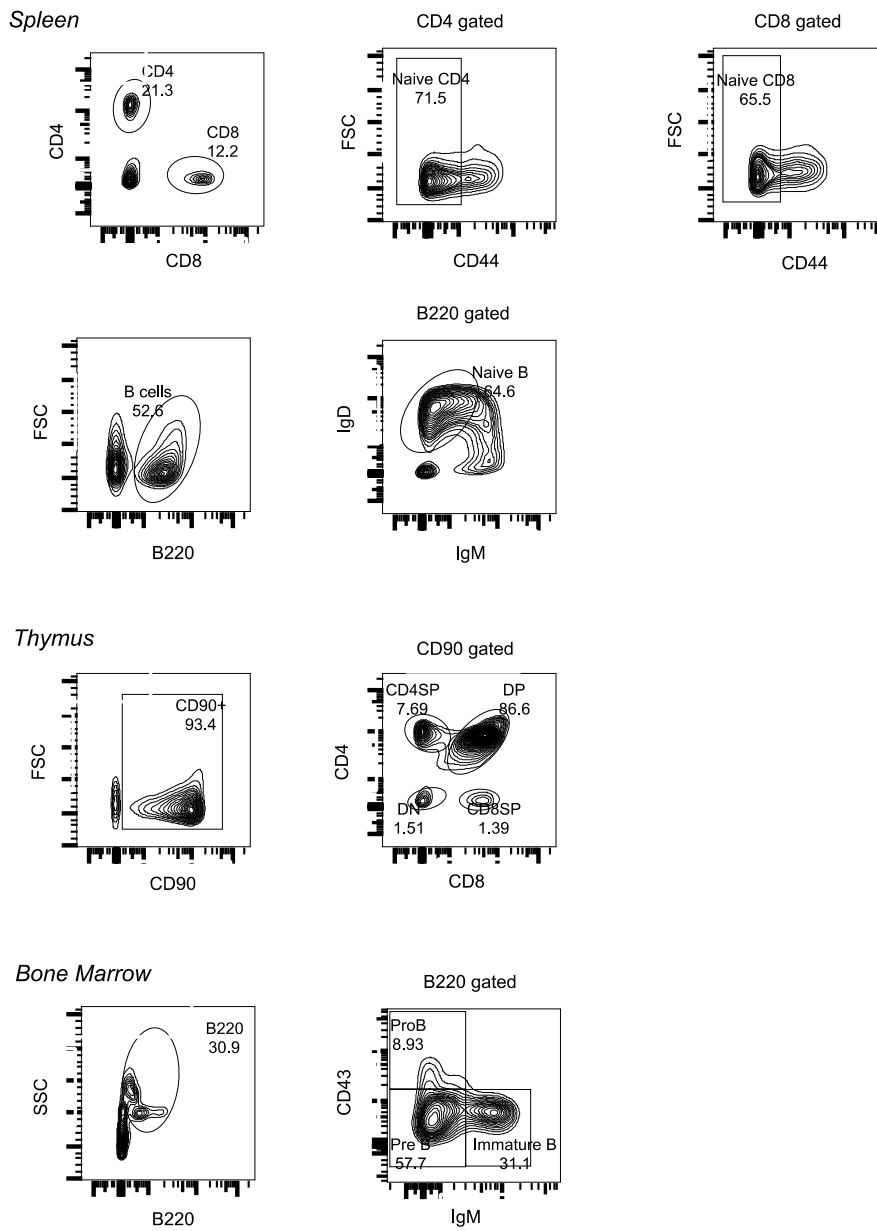 Spleen
CD4 gated
CD8 gated
CD4
21.3
CD8
12.2
CD4
CD8
Naive CD4
71.5
FSC
CD44
Naive CD8
65.5
FSC
CD44
B220 gated
B cells
52.6
FSC
B220
Naive B
64.6
IgD
IgM
Thymus
CD90 gated
CD90+
93.4
FSC
CD90
CD4SP
7.69
DP
86.6
CD4
DN
1.51
CD8SP
1.39
CD8
Bone Marrow
B220 gated
B220
30.9
SSC
B220
ProB
8.93
CD43
Pre B
57.7
Immature B
31.1
IgM